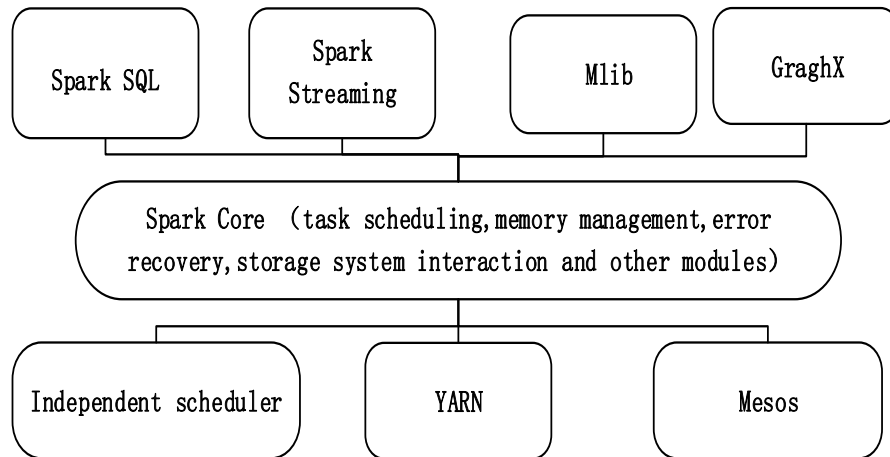 Spark SQL
Spark
Streaming
Mlib
GraghX
Spark Core （task scheduling,memory management,error
recovery,storage system interaction and other modules）
Independent scheduler
YARN
Mesos